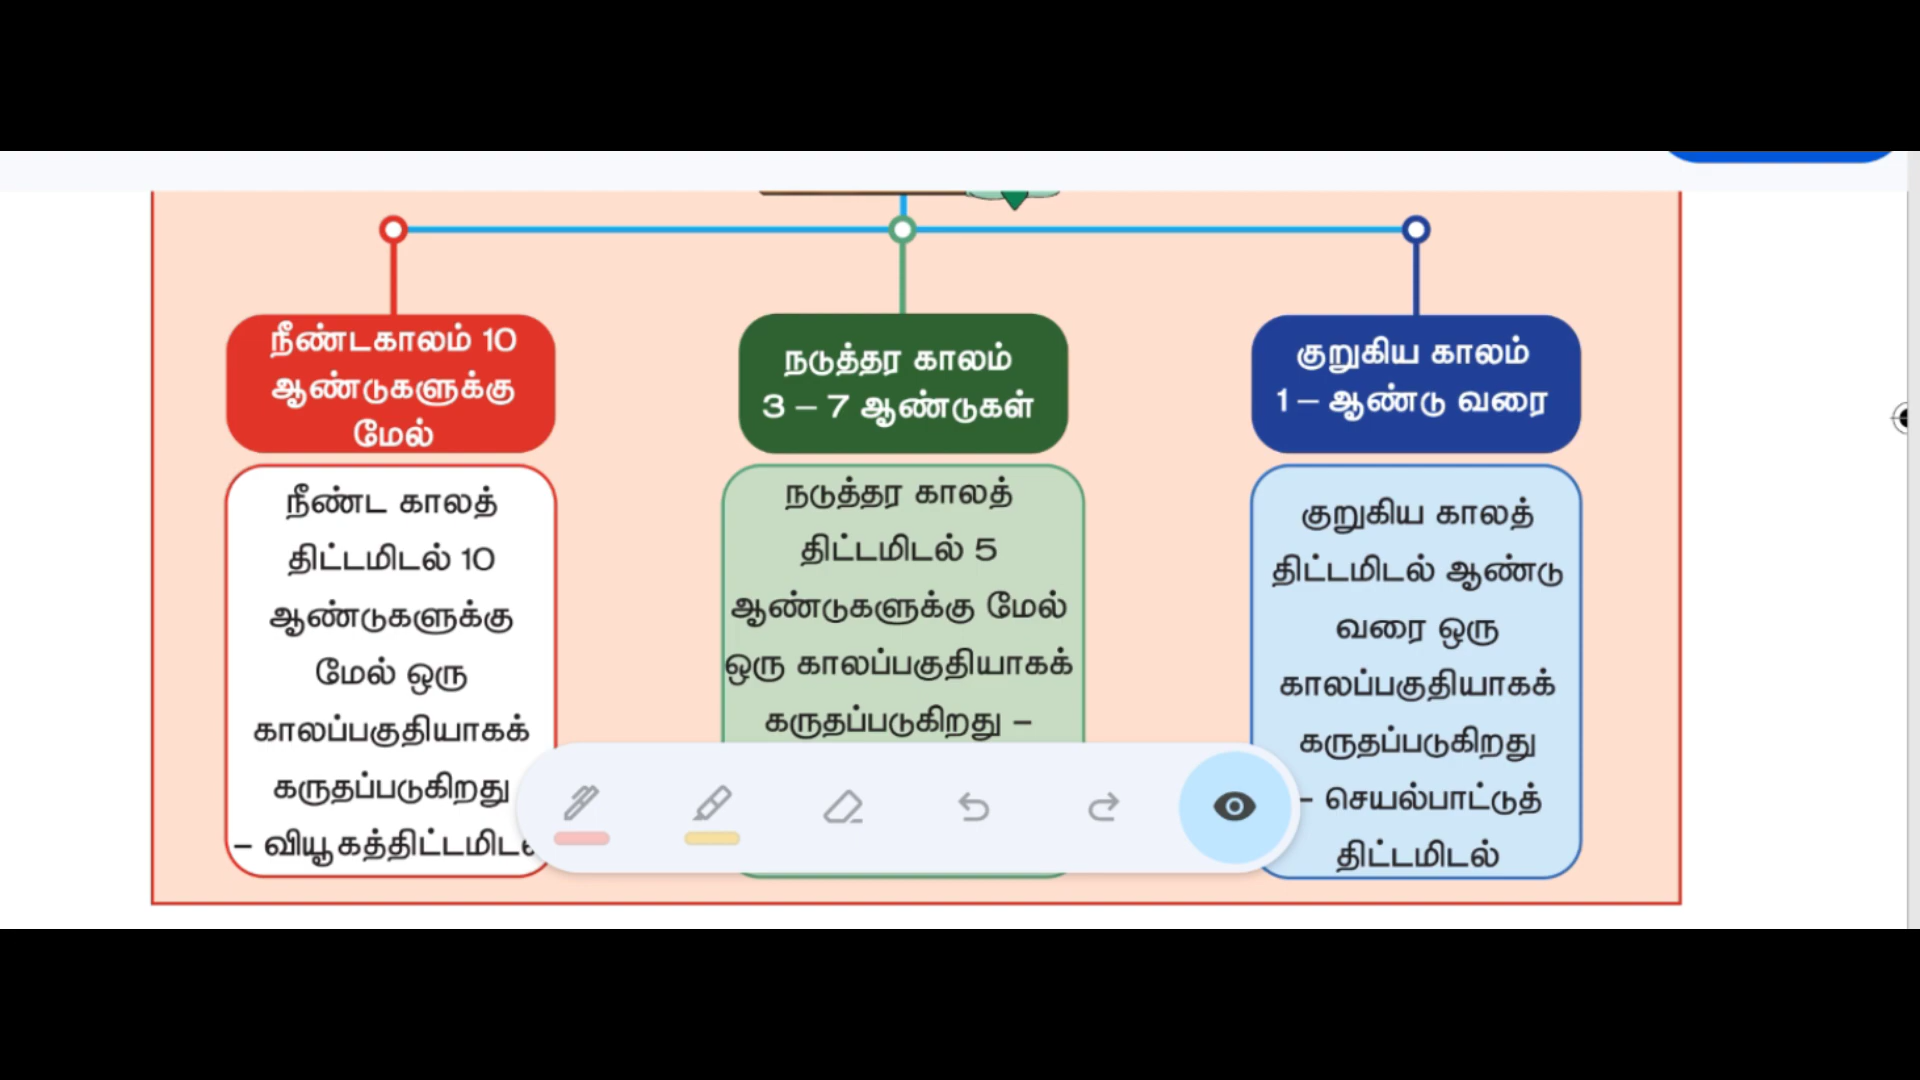 நீண்டகாலம் 10
ஆண்டுகளுக்கு
மேல்
நீண்ட காலத்
திட்டமிடல் 10
ஆண்டுகளுக்கு
மேல் ஒரு
காலப்பகுதியாகக்
கருதப்படுகிறது
நடுத்தர காலம்
3 – 7 ஆண்டுகள்
நடுத்தர காலத்
திட்டமிடல் 5
ஆண்டுகளுக்கு மேல்
ஒரு காலப்பகுதியாகக்
கருதப்படுகிறது –
குறுகிய காலம்
1 – ஆண்டு வரை
குறுகிய காலத்
திட்டமிடல் ஆண்டு
வரை ஒரு
காலப்பகுதியாகக்
கருதப்படுகிறது
– செயல்பாட்டுத்
திட்டமிடல்